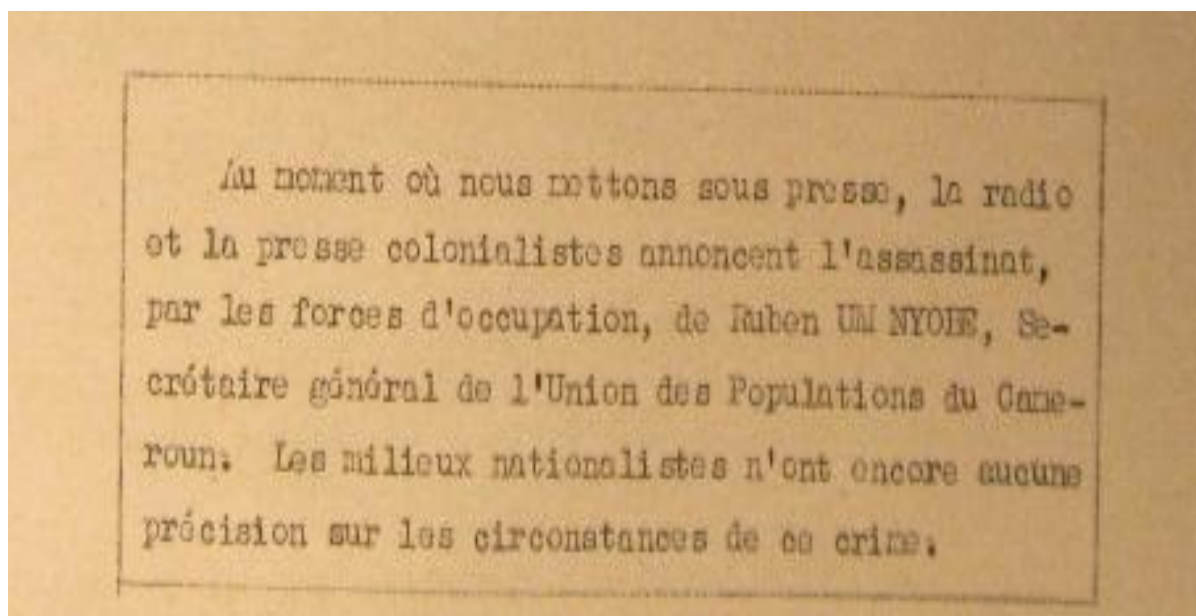 Au moment où nous mettons sous presse, la radio
et la presse colonialistes annoncent l'assassinat,
par les forces d'occupation, de Ruben UM NYOBE, Se-
crétaire général de l'Union des Populations du Came-
roun. Les milieux nationalistes n'ont encore aucune
précision sur les circonstances de ce crime.